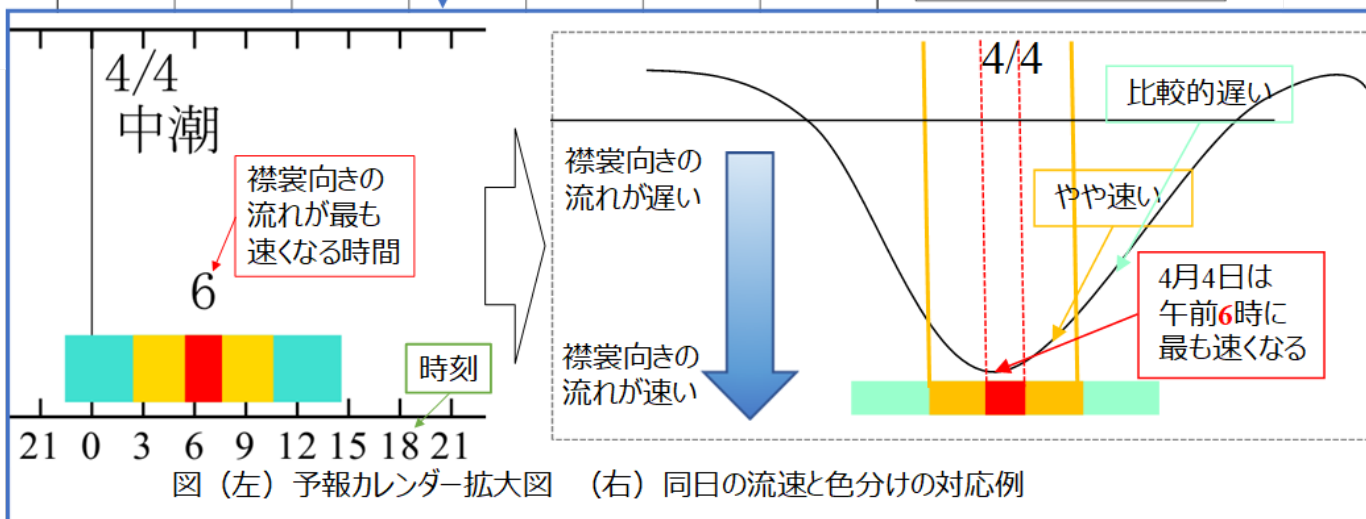 4/4
中潮
襟裳向きの
流れが最も
速くなる時間
6
時刻
21 0 3 6 9 12 15 18 21
4/4
比較的遅い
襟裳向きの
流れが遅い
やや速い
4月4日は
午前6時に
最も速くなる
襟裳向きの
流れが速い
図（左）予報カレンダー拡大図 （右）同日の流速と色分けの対応例